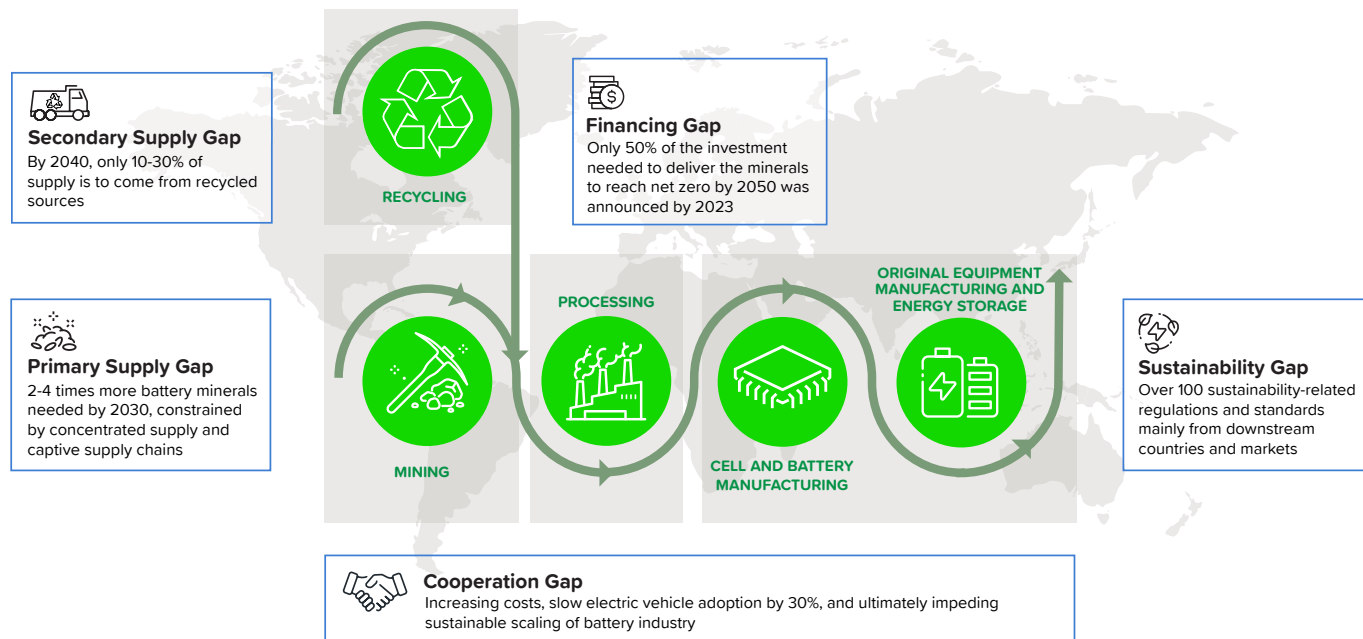 Secondary Supply Gap
By 2040, only 10-30% of
supply is to come from recycled
sources
RECYCLING
$
Financing Gap
Only 50% of the investment
needed to deliver the minerals
to reach net zero by 2050 was
announced by 2023
Primary Supply Gap
2-4 times more battery minerals
needed by 2030, constrained
by concentrated supply and
captive supply chains
MINING
PROCESSING
CELL AND BATTERY
MANUFACTURING
ORIGINAL EQUIPMENT
MANUFACTURING AND
ENERGY STORAGE
Sustainability Gap
Over 100 sustainability-related
regulations and standards
mainly from downstream
countries and markets
Cooperation Gap
Increasing costs, slow electric vehicle adoption by 30%, and ultimately impeding
sustainable scaling of battery industry